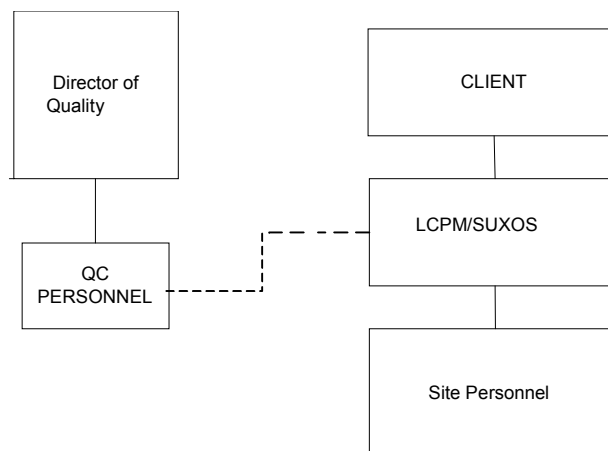 Director of
Quality
CLIENT
LCPM/SUXOS
QC
PERSONNEL
Site Personnel